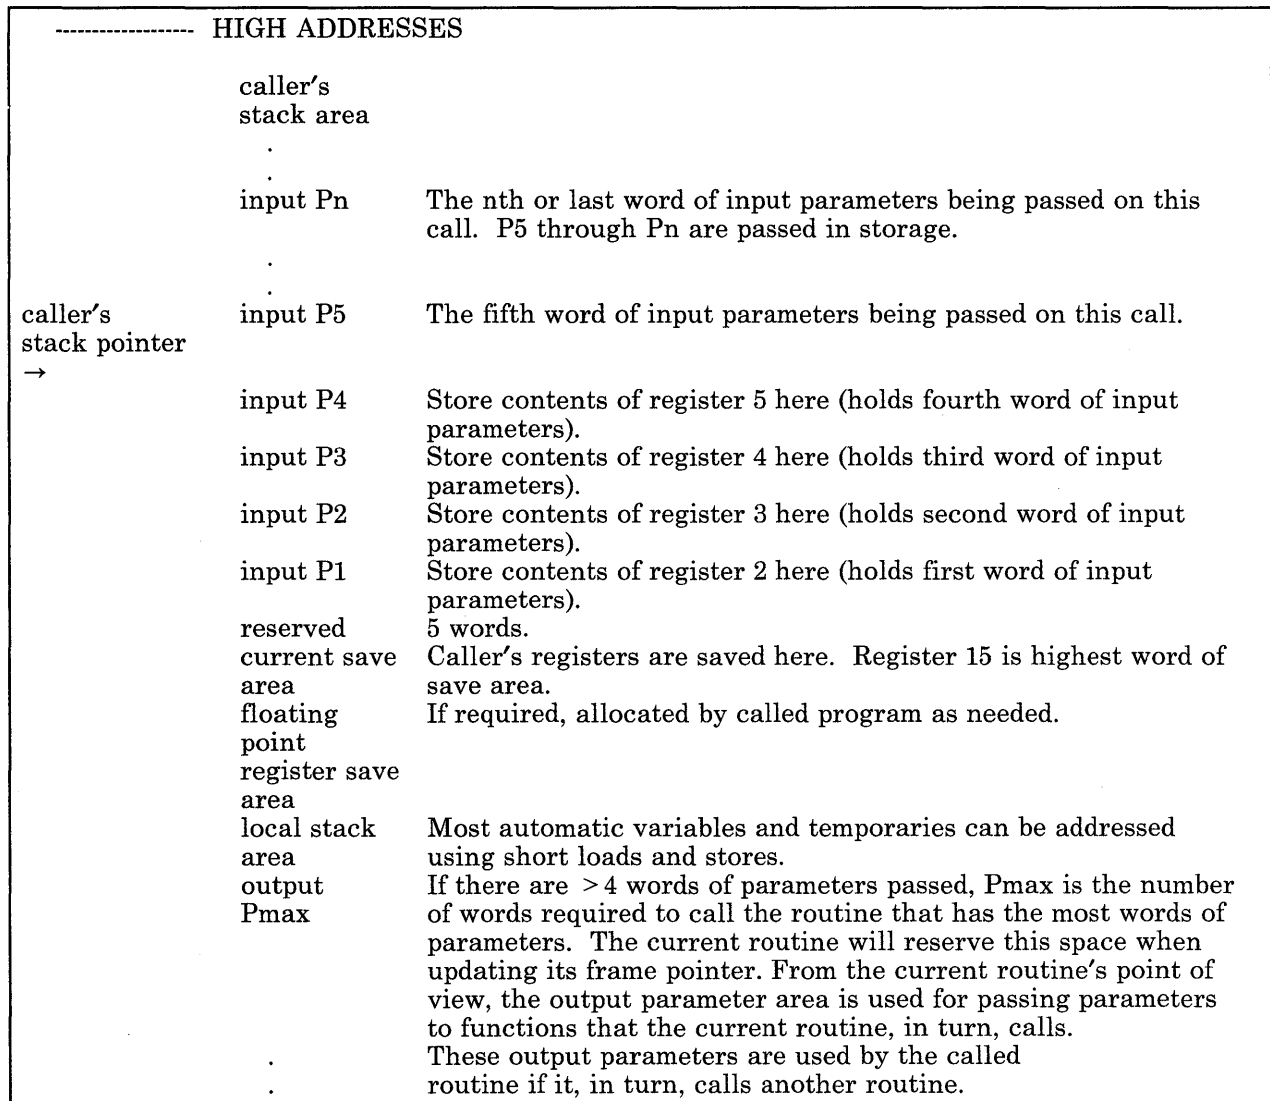 ------------------- HIGH ADDRESSES
caller's
stack area
.
.
input Pn The nth or last word of input parameters being passed on this
call. P5 through Pn are passed in storage.
.
.
caller's input P5 The fifth word of input parameters being passed on this call.
stack pointer
→
input P4 Store contents of register 5 here (holds fourth word of input
parameters).
input P3 Store contents of register 4 here (holds third word of input
parameters).
input P2 Store contents of register 3 here (holds second word of input
parameters).
input P1 Store contents of register 2 here (holds first word of input
parameters).
reserved 5 words.
current save Caller's registers are saved here. Register 15 is highest word of
area save area.
floating If required, allocated by called program as needed.
point
register save
area
local stack Most automatic variables and temporaries can be addressed
area using short loads and stores.
output If there are >4 words of parameters passed, Pmax is the number
Pmax of words required to call the routine that has the most words of
parameters. The current routine will reserve this space when
updating its frame pointer. From the current routine's point of
view, the output parameter area is used for passing parameters
to functions that the current routine, in turn, calls.
. These output parameters are used by the called
. routine if it, in turn, calls another routine.